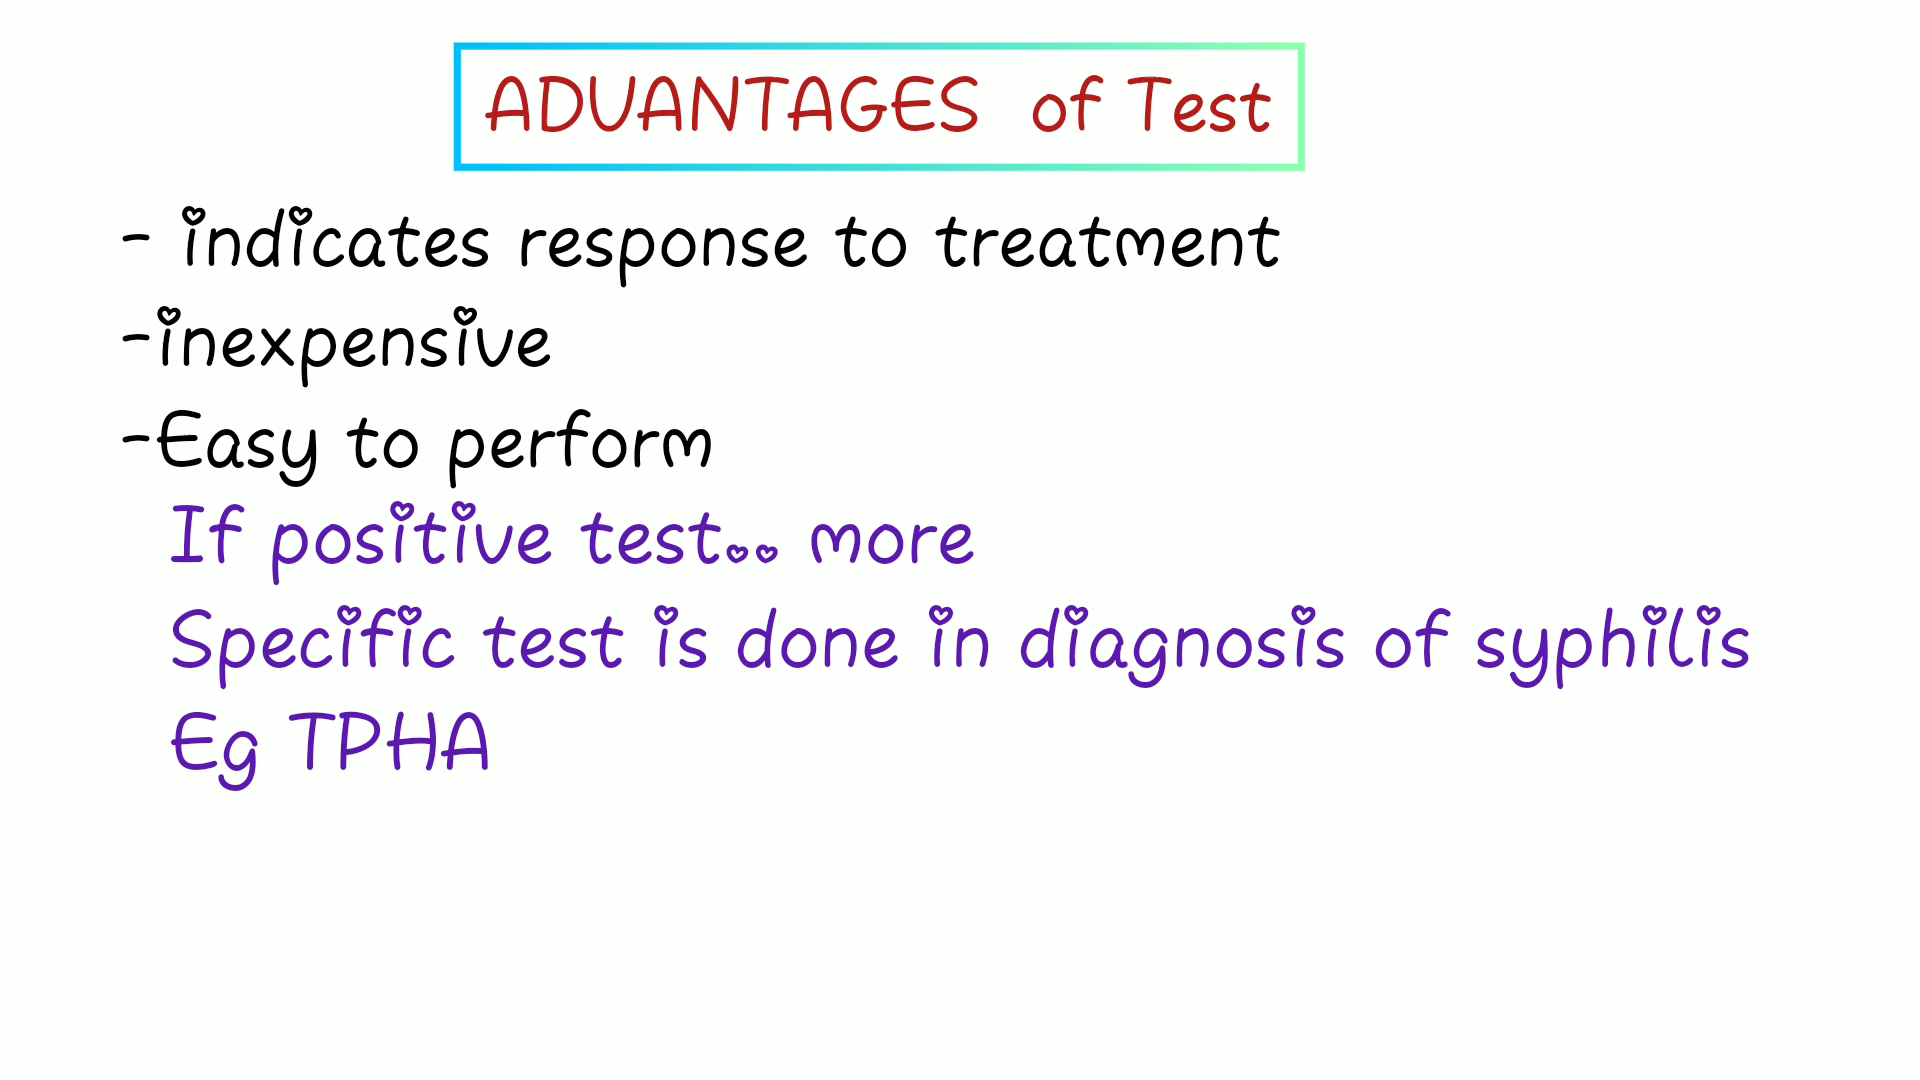 ADVANTAGES of Test
- indicates response to treatment
-inexpensive
-Easy to perform
If positive test.. more
Specific test is done in diagnosis of syphilis
Eg TPHA